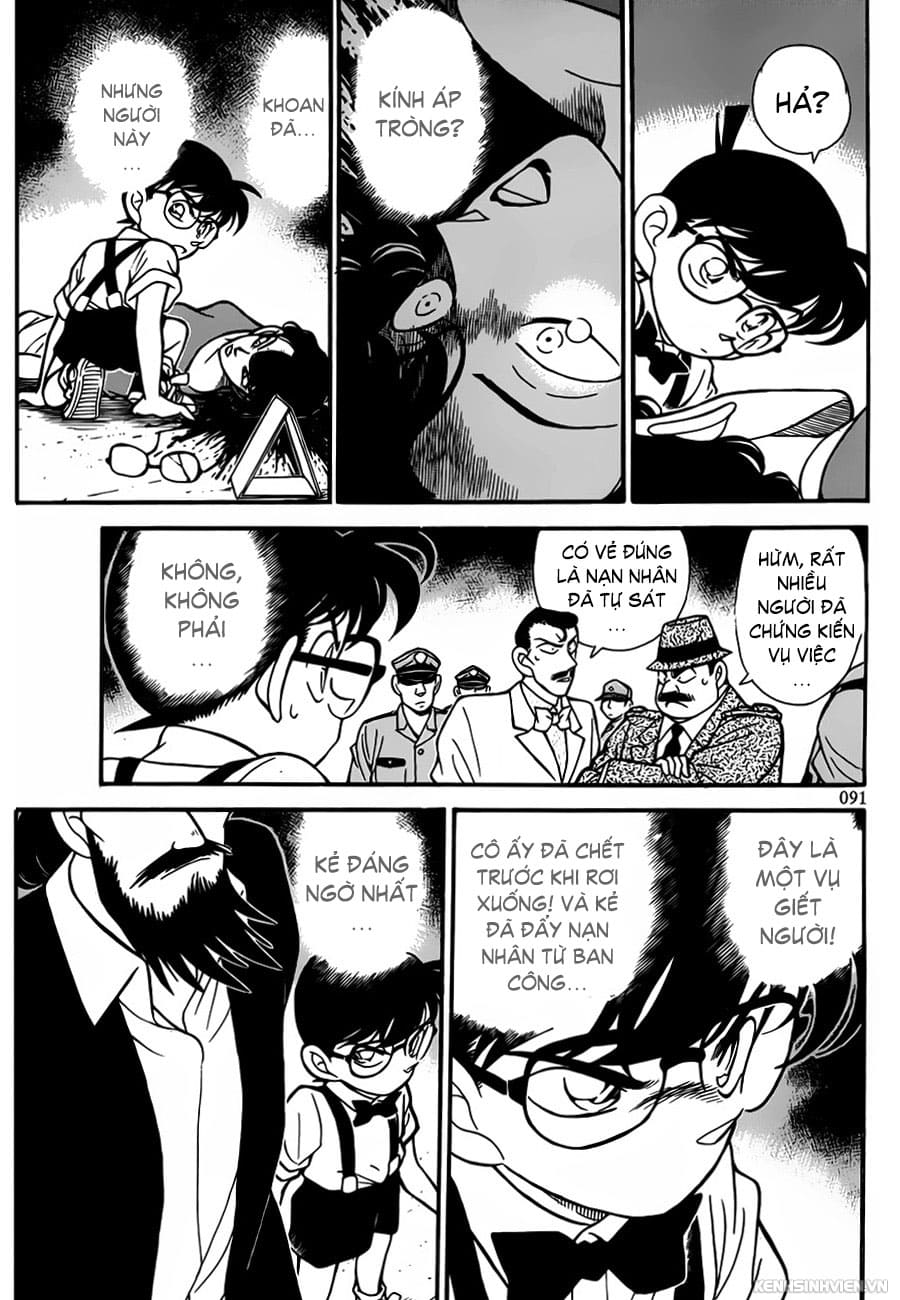 HẢ?
KÍNH ÁP
TRÒNG?
KHOAN
ĐÃ...
NHƯNG
NGƯỜI
NÀY
...
HỪM, RẤT
NHIỀU
NGƯỜI ĐÃ
CHỨNG KIẾN
VỤ VIỆC
...
CÓ VẺ ĐÚNG
LÀ NẠN NHÂN
ĐÃ TỰ SÁT
...
KHÔNG,
KHÔNG
PHẢI
...
091
ĐÂY LÀ
MỘT VỤ
GIẾT
NGƯỜI!
CÔ ẤY ĐÃ CHẾT
TRƯỚC KHI RƠI
XUỐNG! VÀ KẺ
ĐÃ ĐẨY NẠN
NHÂN TỪ BAN
CÔNG...
KẺ ĐÁNG
NGỜ NHẤT
...
KENHSINHVIEN.VN